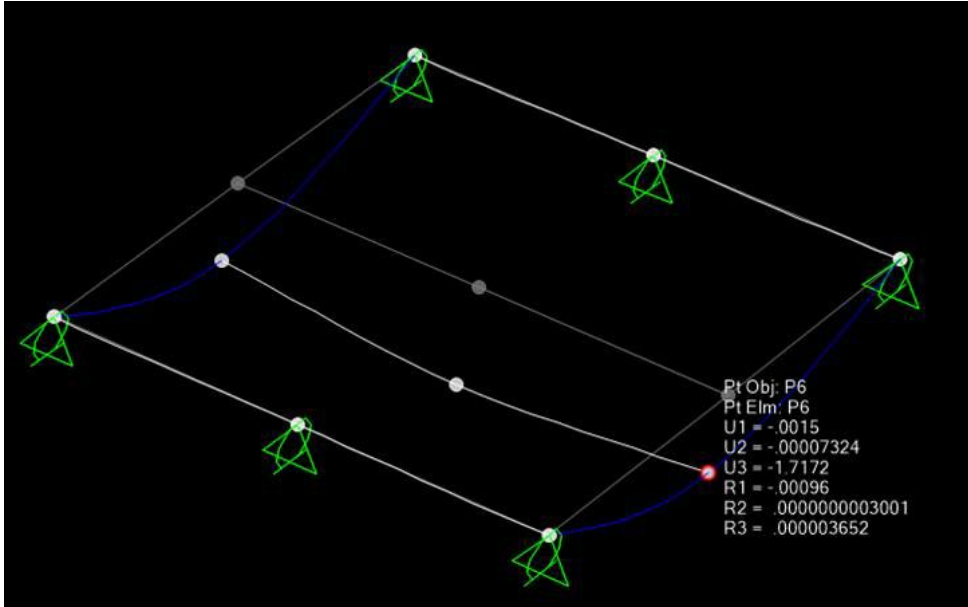 Pt Obj: P6
Pt Elm: P6
U1 = -.0015
U2 = -.00007324
U3 = -1.7172
R1 = -.00096
R2 = .0000000003001
R3 = .000003652